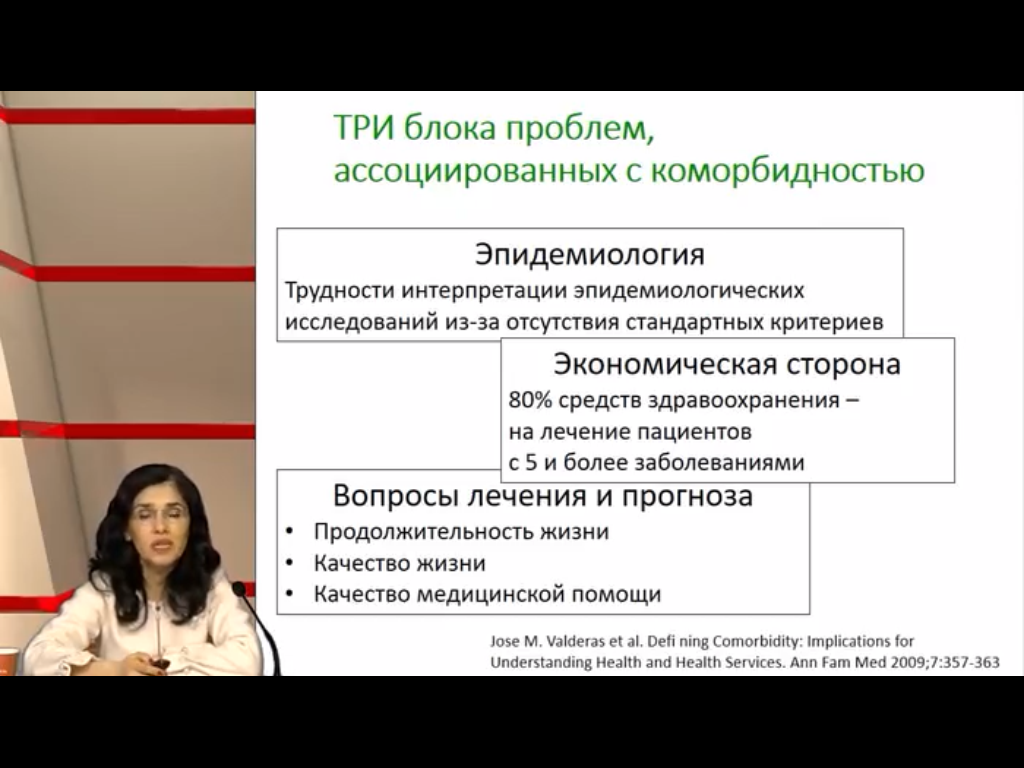 ТРИ блока проблем,
ассоциированных с коморбидностью
Эпидемиология
Трудности интерпретации эпидемиологических
исследований из-за отсутствия стандартных критериев
Экономическая сторона
80% средств здравоохранения –
на лечение пациентов
с 5 и более заболеваниями
Вопросы лечения и прогноза
• Продолжительность жизни
• Качество жизни
• Качество медицинской помощи
Jose M. Valderas et al. Defi ning Comorbidity: Implications for
Understanding Health and Health Services. Ann Fam Med 2009;7:357-363